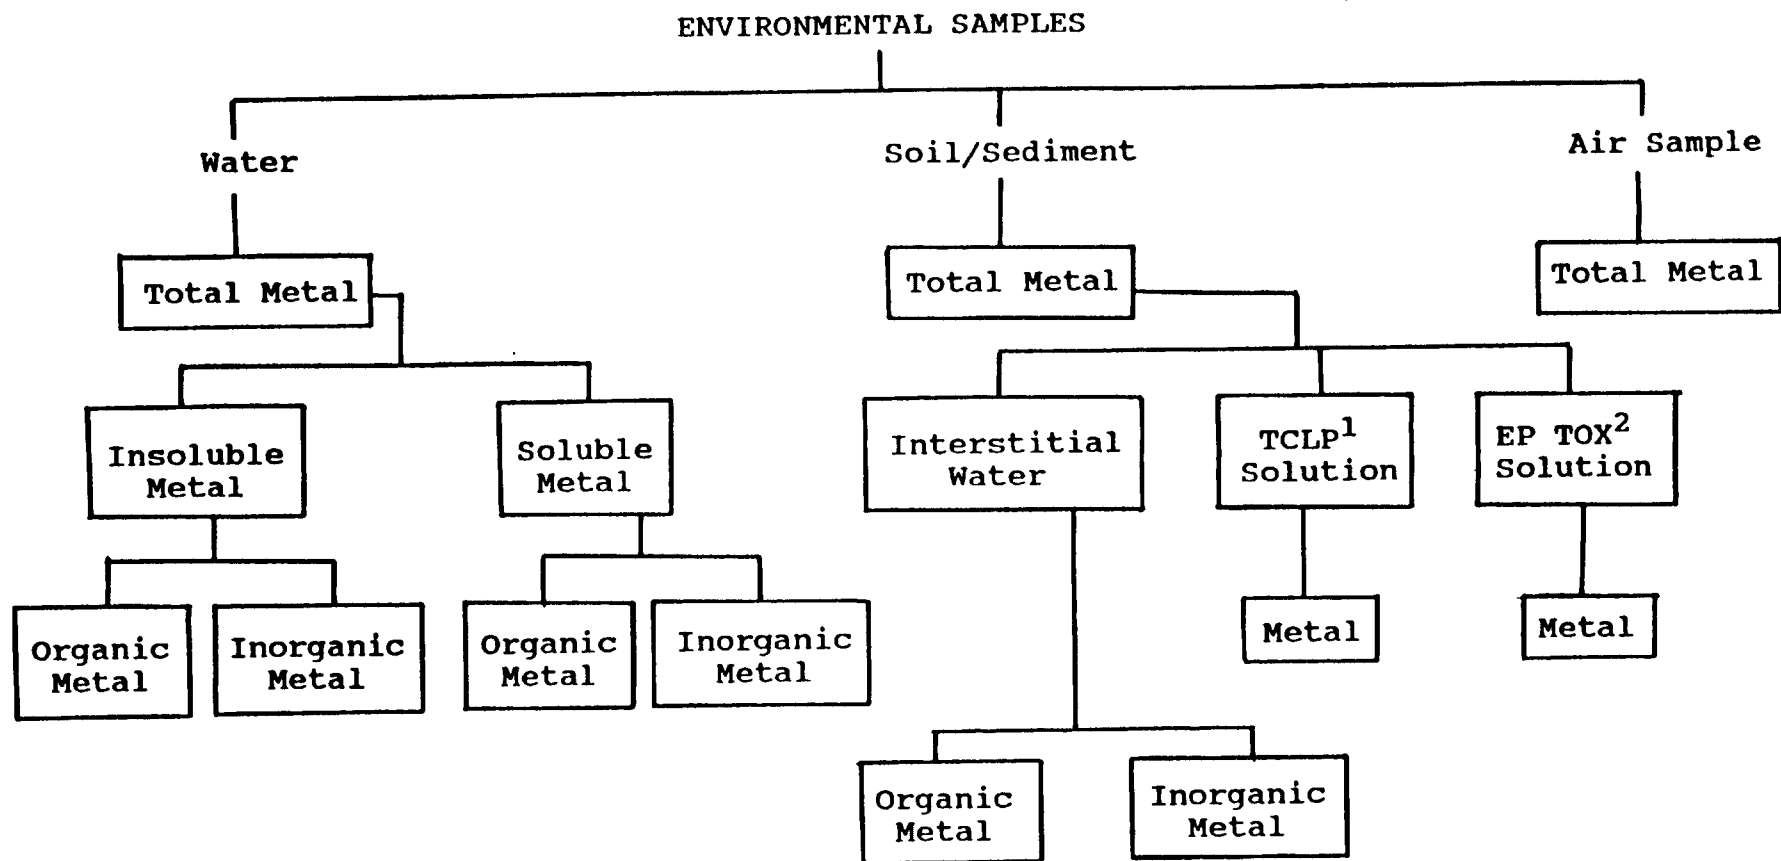 ENVIRONMENTAL SAMPLES
Water
Soil/Sediment
Air Sample
Total Metal
Total Metal
Total Metal
Insoluble
Metal
Soluble
Metal
Interstitial
Water
TCLP1
Solution
EP TOX2
Solution
Organic
Metal
Inorganic
Metal
Organic
Metal
Inorganic
Metal
Metal
Metal
Organic
Metal
Inorganic
Metal